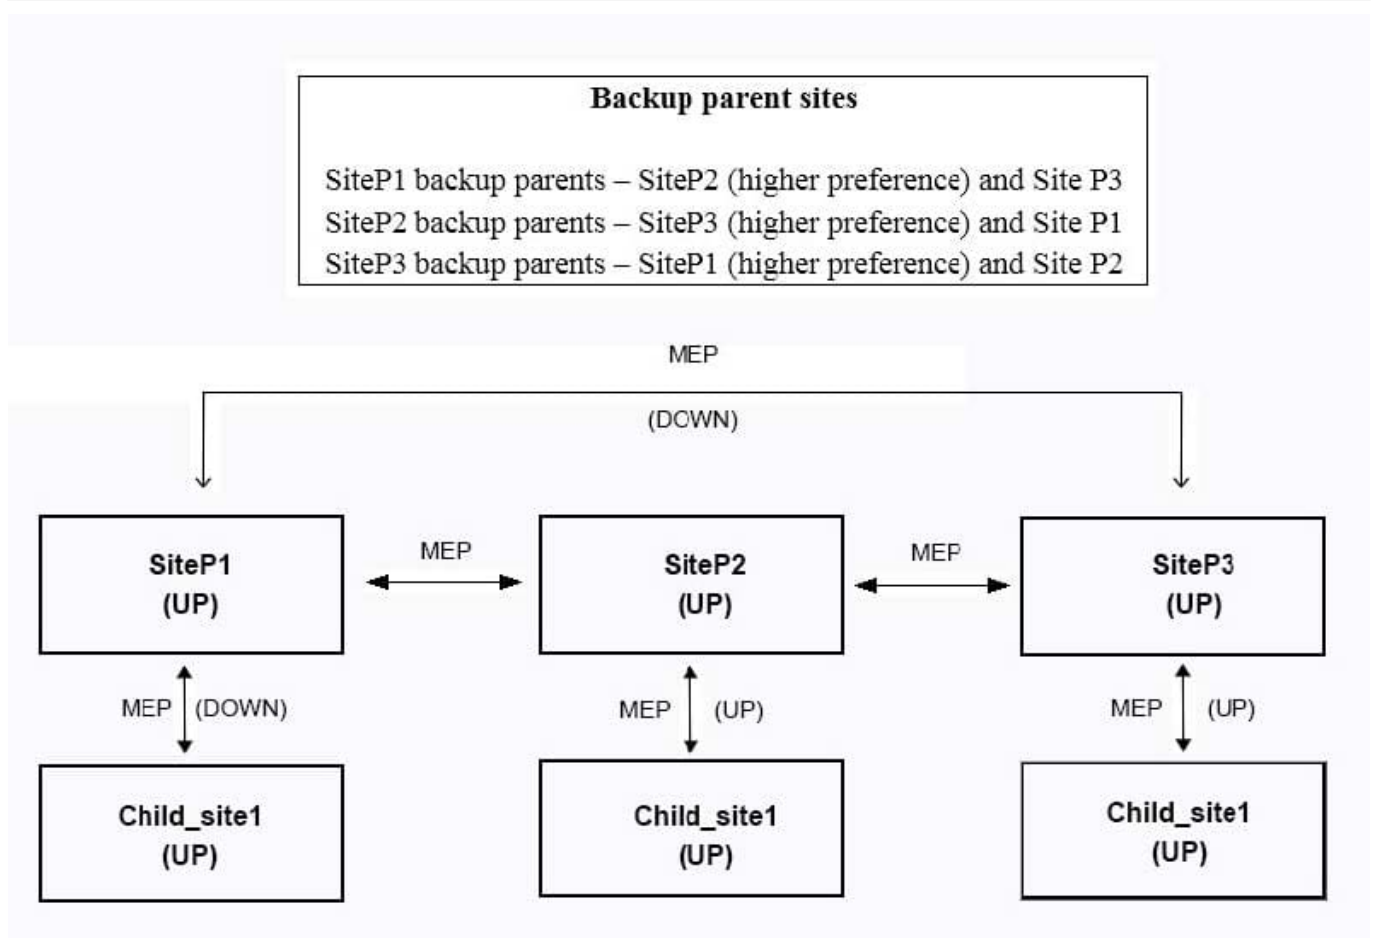 Backup parent sites
SiteP1 backup parents – SiteP2 (higher preference) and Site P3
SiteP2 backup parents – SiteP3 (higher preference) and Site P1
SiteP3 backup parents – SiteP1 (higher preference) and Site P2
MEP
(DOWN)
SiteP1
(UP)
MEP
SiteP2
(UP)
MEP
SiteP3
(UP)
MEP (DOWN)
MEP (UP)
MEP (UP)
Child_site1
(UP)
Child_site1
(UP)
Child_site1
(UP)